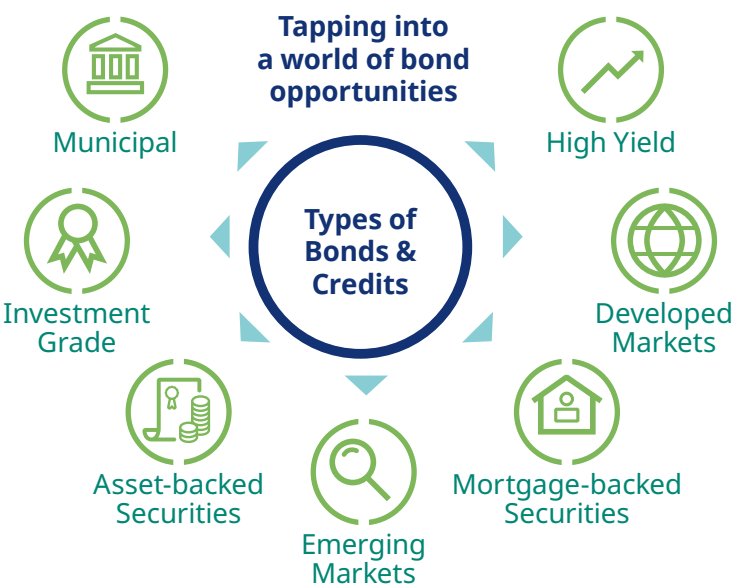 Tapping into
a world of bond
opportunities
Municipal
High Yield
Types of
Bonds &
Credits
Investment
Grade
Developed
Markets
Asset-backed
Securities
Mortgage-backed
Securities
Emerging
Markets